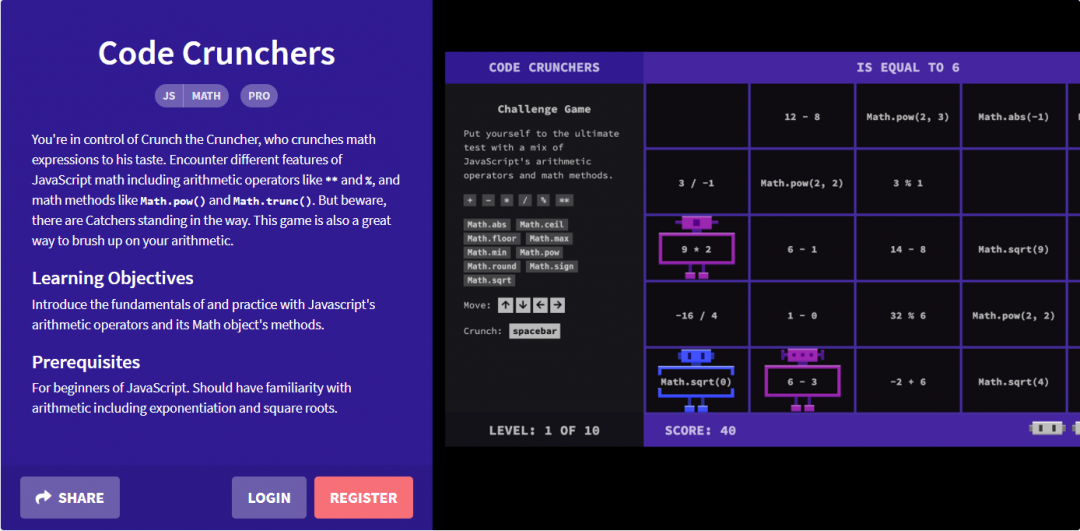 Code Crunchers
JS MATH PRO
You're in control of Crunch the Cruncher, who crunches math
expressions to his taste. Encounter different features of
JavaScript math including arithmetic operators like ** and %, and
math methods like Math.pow() and Math.trunc(). But beware,
there are Catchers standing in the way. This game is also a great
way to brush up on your arithmetic.
Learning Objectives
Introduce the fundamentals of and practice with Javascript's
arithmetic operators and its Math object's methods.
Prerequisites
For beginners of JavaScript. Should have familiarity with
arithmetic including exponentiation and square roots.
SHARE LOGIN REGISTER
CODE CRUNCHERS
Challenge Game
Put yourself to the ultimate
test with a mix of
JavaScript's arithmetic
operators and math methods.
+ - * / % **
Math.abs Math.ceil
Math.floor Math.max
Math.min Math.pow
Math.round Math.sign
Math.sqrt
Move: ↑ ↓ ← →
Crunch: spacebar
LEVEL: 1 OF 10
IS EQUAL TO 6
12 - 8 Math.pow(2, 3) Math.abs(-1)
3 / -1 Math.pow(2, 2) 3 % 1
9 * 2 6 - 1 14 - 8 Math.sqrt(9)
-16 / 4 1 - 0 32 % 6 Math.pow(2, 2)
Math.sqrt(0) 6 - 3 -2 + 6 Math.sqrt(4)
SCORE: 40